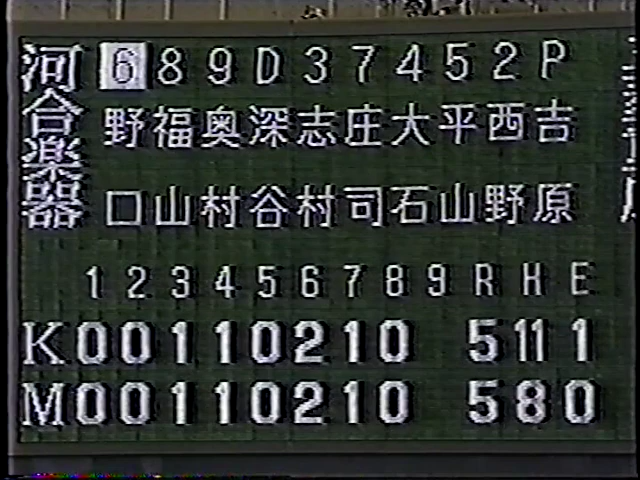 河合楽器
6 8 9 D 3 7 4 5 2 P
野 福 奥 深 志 庄 大 平 西 吉
口 山 村 谷 村 司 石 山 野 原
1 2 3 4 5 6 7 8 9 R H E
K 0 0 1 1 0 2 1 0 5 11 1
M 0 0 1 1 0 2 1 0 5 8 0